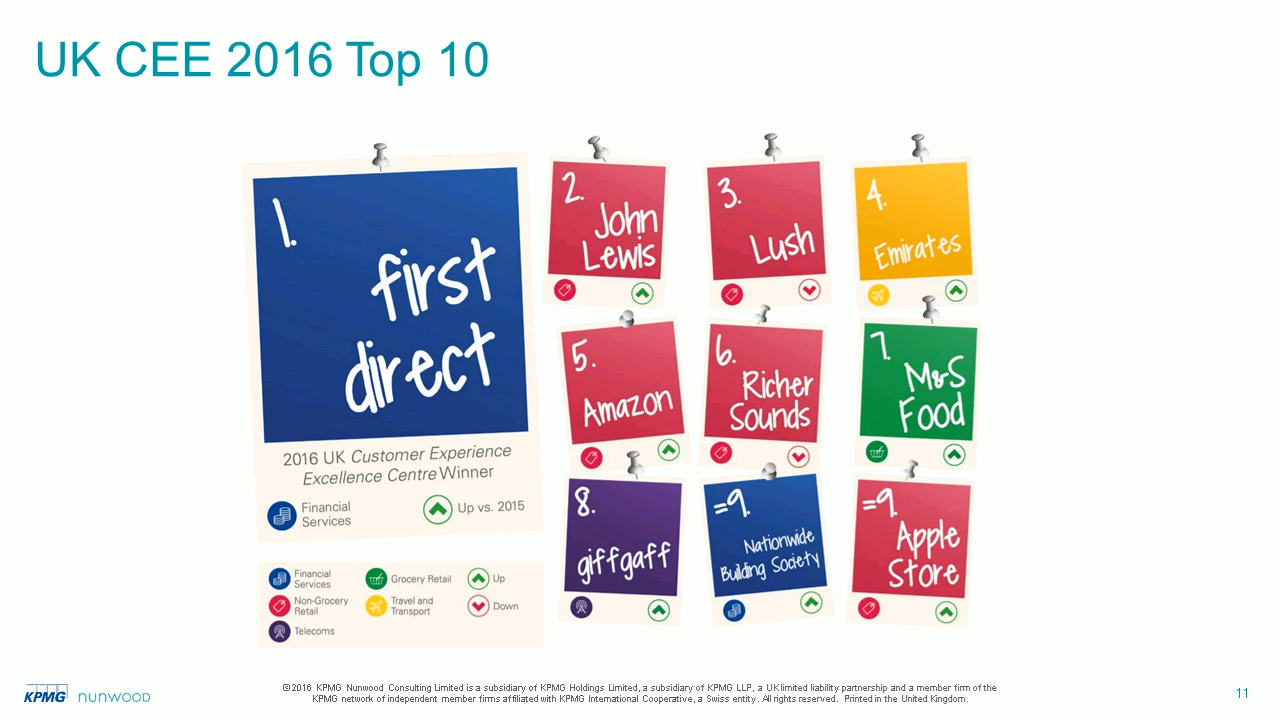 UK CEE 2016 Top 10
1.
first
direct
2016 UK Customer Experience
Excellence Centre Winner
Financial
Services
Up vs. 2015
2.
John
Lewis
3.
Lush
4.
Emirates
5.
Amazon
6.
Richer
Sounds
7.
M&S
Food
8.
giffgaff
=9.
Nationwide
Building Society
=9.
Apple
Store
Financial
Services
Grocery Retail
Up
Non-Grocery
Retail
Travel and
Transport
Down
Telecoms
KPMG nunwood
©2016 KPMG Nunwood Consulting Limited is a subsidiary of KPMG Holdings Limited, a subsidiary of KPMG LLP, a UK limited liability partnership and a member firm of the
KPMG network of independent member firms affiliated with KPMG International Cooperative, a Swiss entity. All rights reserved. Printed in the United Kingdom.
11